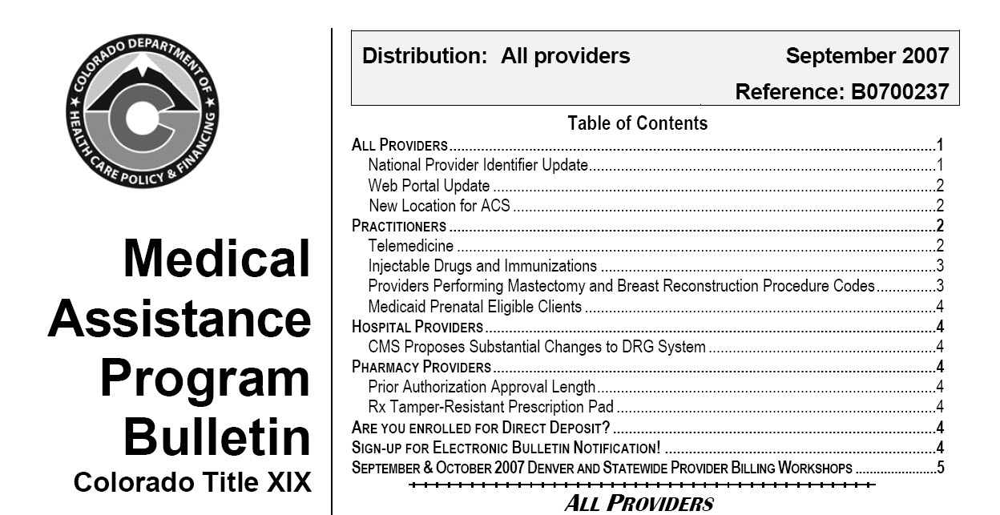 COLORADO DEPARTMENT OF
HEALTH CARE POLICY & FINANCING
Medical
Assistance
Program
Bulletin
Colorado Title XIX
Distribution: All providers September 2007
Reference: B0700237
Table of Contents
ALL PROVIDERS........................................1
National Provider Identifier Update........................................1
Web Portal Update........................................2
New Location for ACS........................................2
PRACTITIONERS........................................2
Telemedicine........................................2
Injectable Drugs and Immunizations........................................3
Providers Performing Mastectomy and Breast Reconstruction Procedure Codes...............3
Medicaid Prenatal Eligible Clients........................................4
HOSPITAL PROVIDERS........................................4
CMS Proposes Substantial Changes to DRG System........................................4
PHARMACY PROVIDERS........................................4
Prior Authorization Approval Length........................................4
Rx Tamper-Resistant Prescription Pad........................................4
ARE YOU ENROLLED FOR DIRECT DEPOSIT?........................................4
SIGN-UP FOR ELECTRONIC BULLETIN NOTIFICATION!........................................4
SEPTEMBER & OCTOBER 2007 DENVER AND STATEWIDE PROVIDER BILLING WORKSHOPS.......................5
ALL PROVIDERS